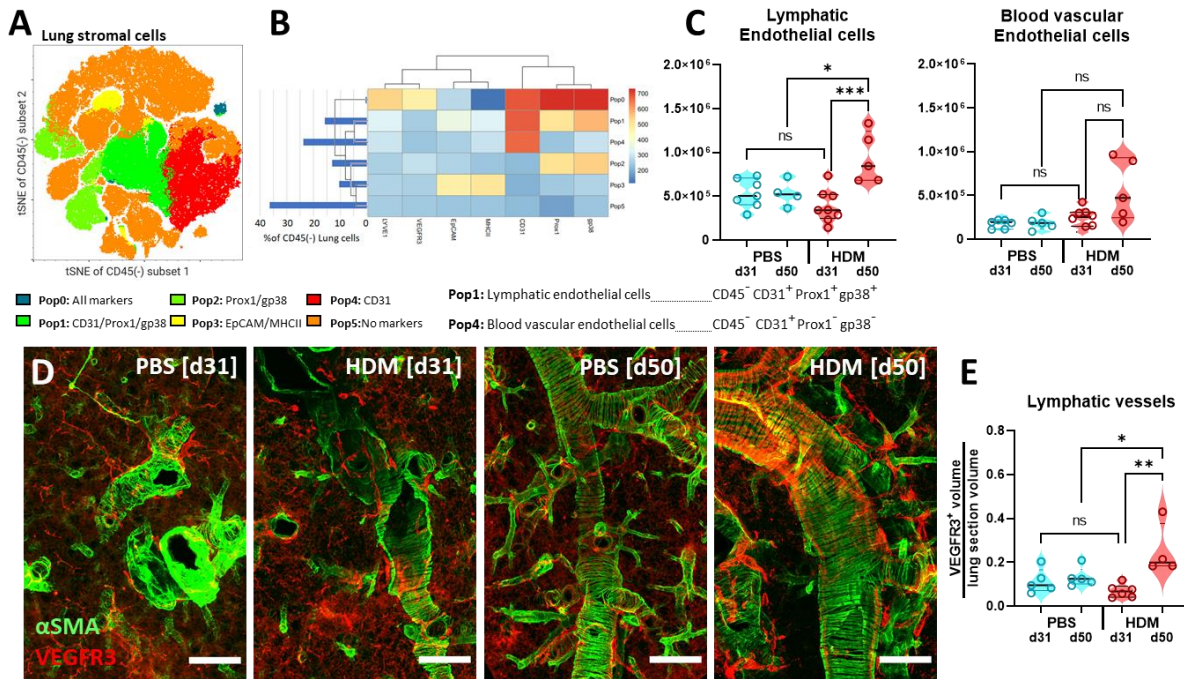 A
Lung stromal cells
tSNE of CD45(-) subset 2
tSNE of CD45(-) subset 1
B
Pop0
Pop1
Pop4
Pop2
Pop3
Pop5
700
600
500
400
300
200
40 30 20 10 0
%of CD45(-) Lung cells
LYVE1
VEGFR3
EpCAM
MHCII
CD31
Prox1
gp38
Pop0: All markers
Pop2: Prox1/gp38
Pop4: CD31
Pop1: CD31/Prox1/gp38
Pop3: EpCAM/MHCII
Pop5:No markers
C
Lymphatic
Endothelial cells
2.0×10⁶
1.5×10⁶
1.0×10⁶
5.0×10⁵
0
*
***
ns
PBS
HDM
d31 d50 d31 d50
Blood vascular
Endothelial cells
2.0×10⁶
1.5×10⁶
1.0×10⁶
5.0×10⁵
0
ns
ns
ns
PBS
HDM
d31 d50 d31 d50
Pop1: Lymphatic endothelial cells CD45⁻ CD31⁺ Prox1⁺ gp38⁺
Pop4: Blood vascular endothelial cells CD45⁻ CD31⁺ Prox1⁻ gp38⁻
D
PBS [d31]
HDM [d31]
PBS [d50]
HDM [d50]
αSMA
VEGFR3
E
Lymphatic vessels
VEGFR3⁺ volume
lung section volume
0.8
0.6
0.4
0.2
0.0
*
**
ns
PBS
HDM
d31 d50 d31 d50